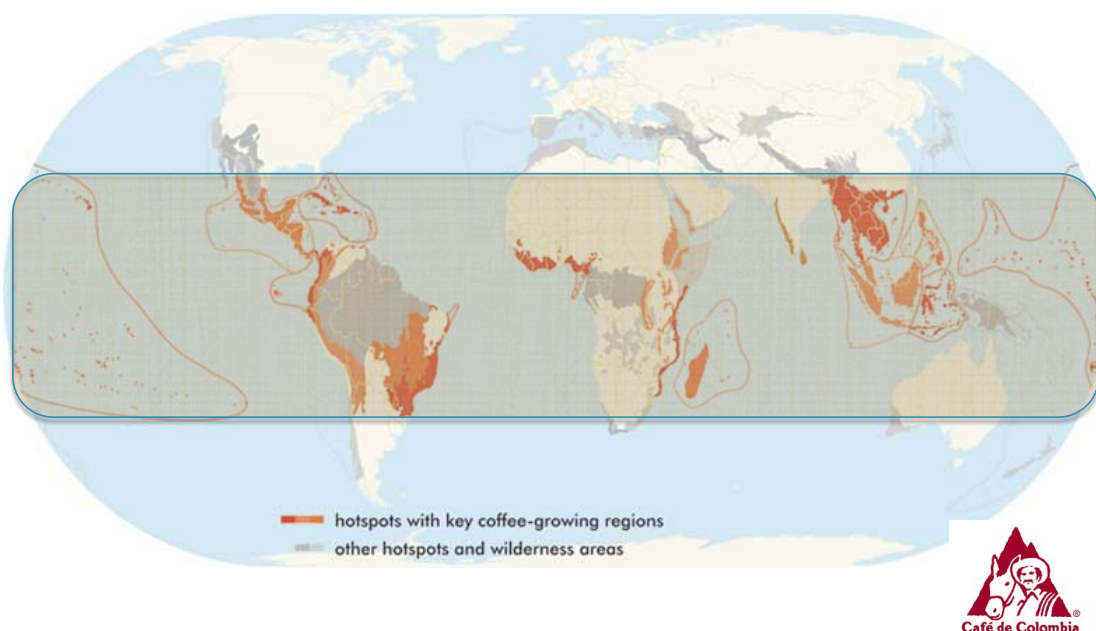 hotspots with key coffee-growing regions
other hotspots and wilderness areas
®
Café de Colombia